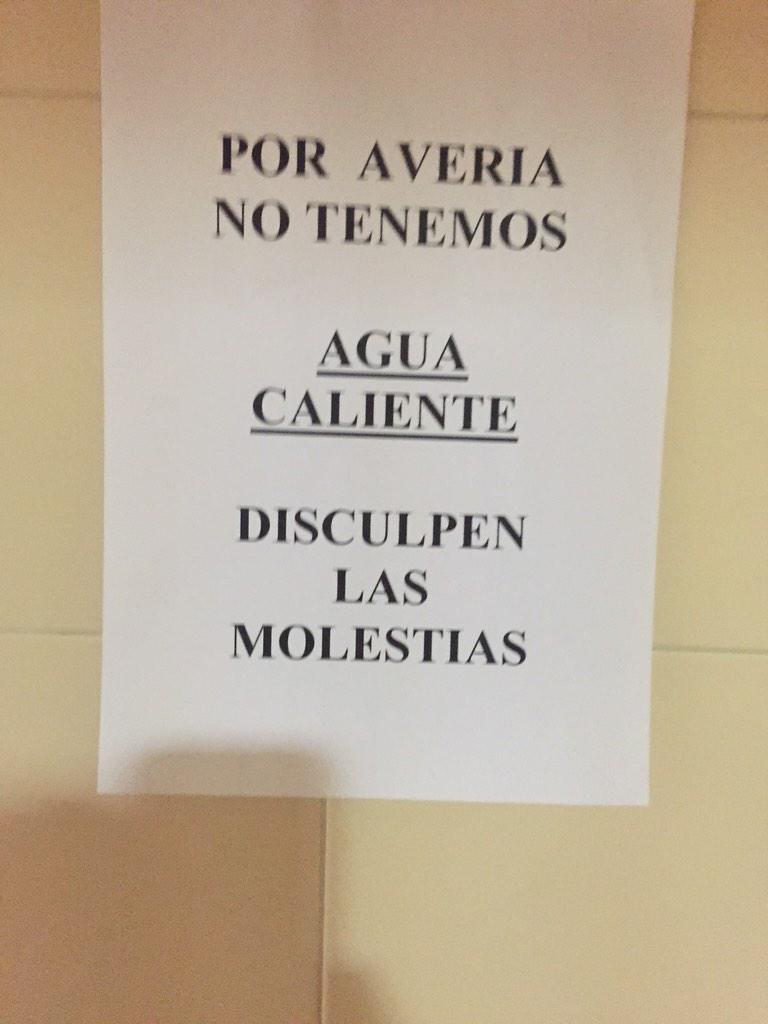 POR AVERIA
NO TENEMOS
AGUA
CALIENTE
DISCULPEN
LAS
MOLESTIAS